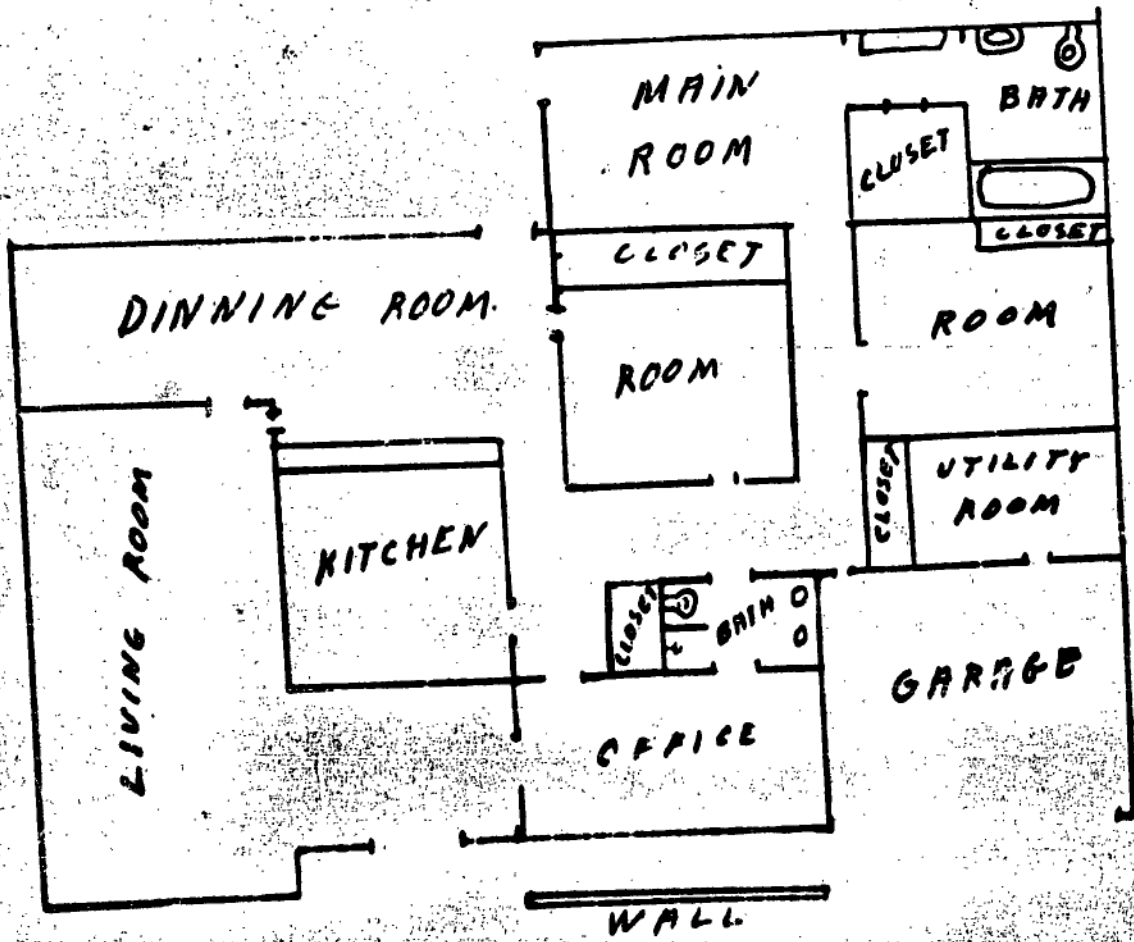 MAIN
ROOM
BATH
CLOSET
CLOSET
CLOSET
DINNING ROOM.
ROOM
ROOM
LIVING ROOM
KITCHEN
CLOSET
UTILITY
ROOM
CLOSET
BATH
GARAGE
OFFICE
WALL